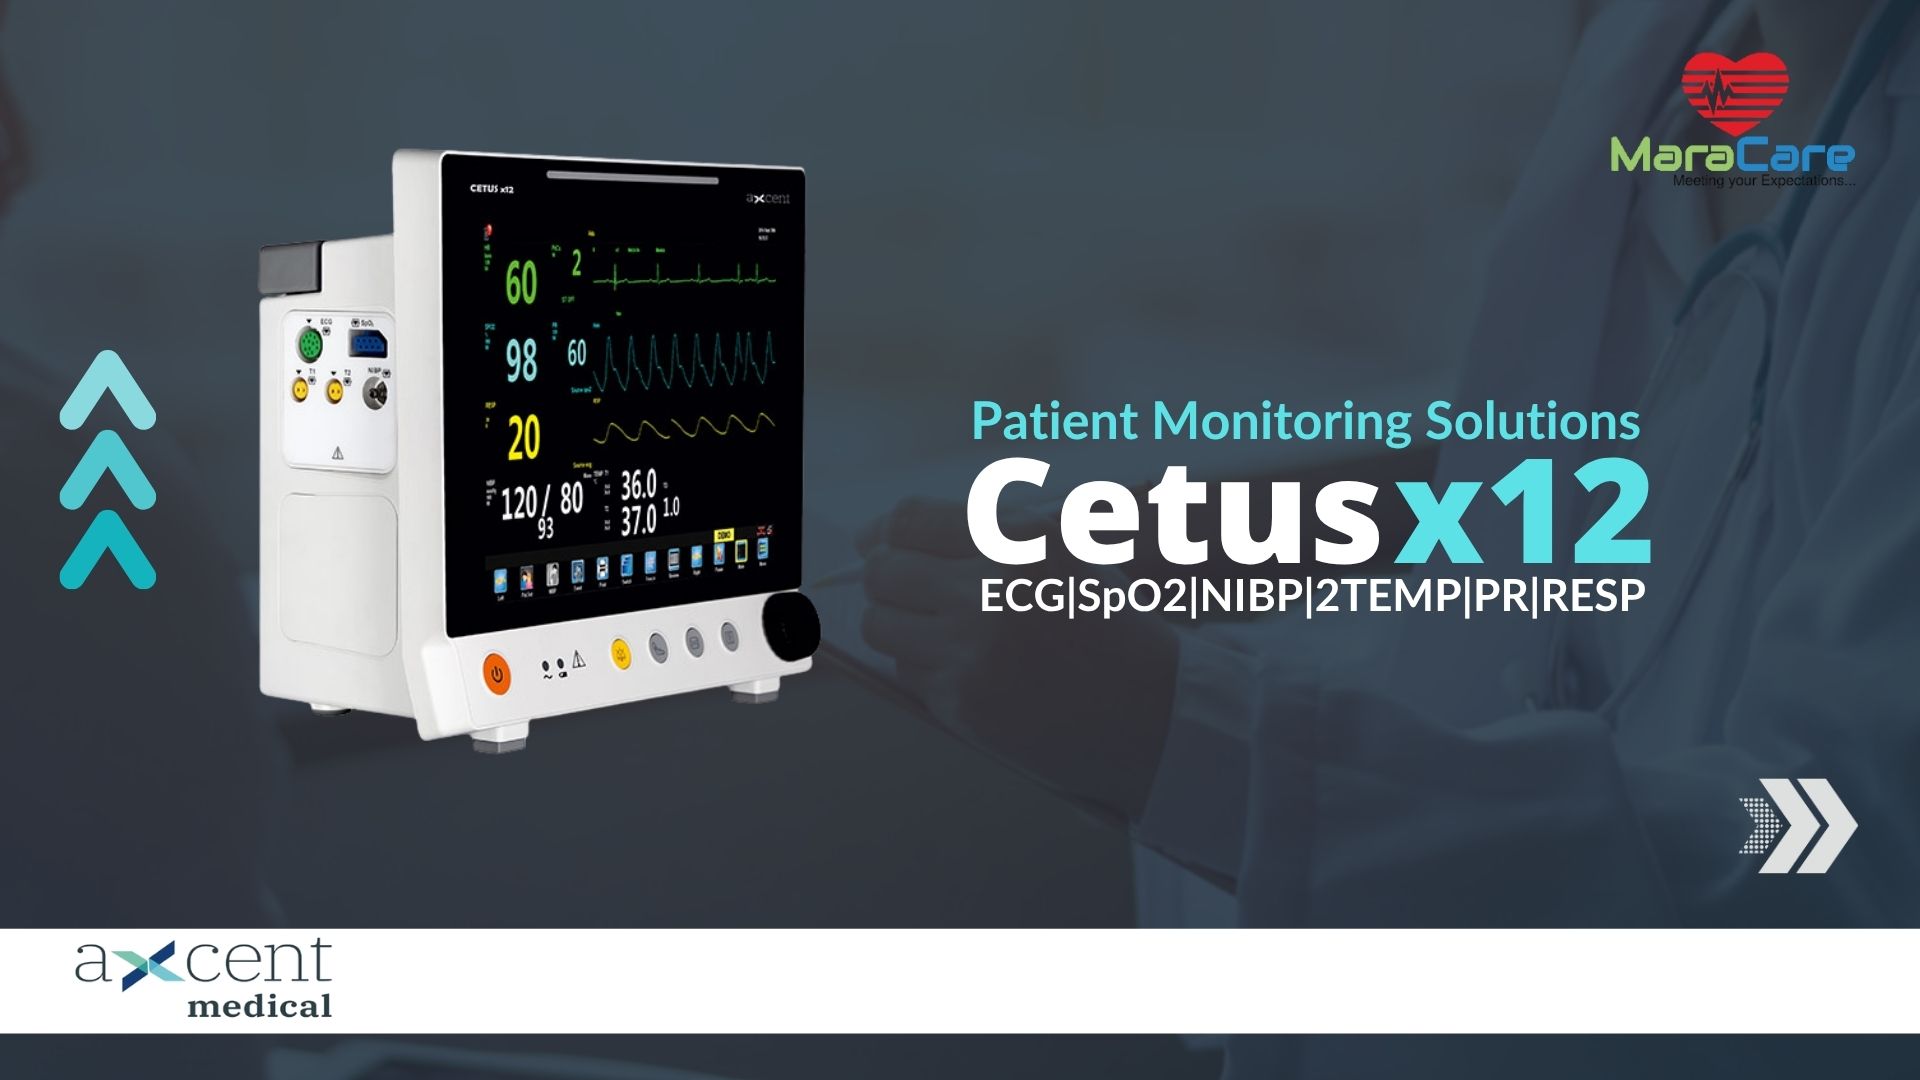 MaraCare
Meeting your Expectations...
CETUS x12
axcent
60
2
98
60
RESP
20
120/ 80
93
36.0
37.0
1.0
DEMO
ECG
SpO₂
T1
T2
NIBP
Patient Monitoring Solutions
Cetus x12
ECG|SpO2|NIBP|2TEMP|PR|RESP
axcent
medical